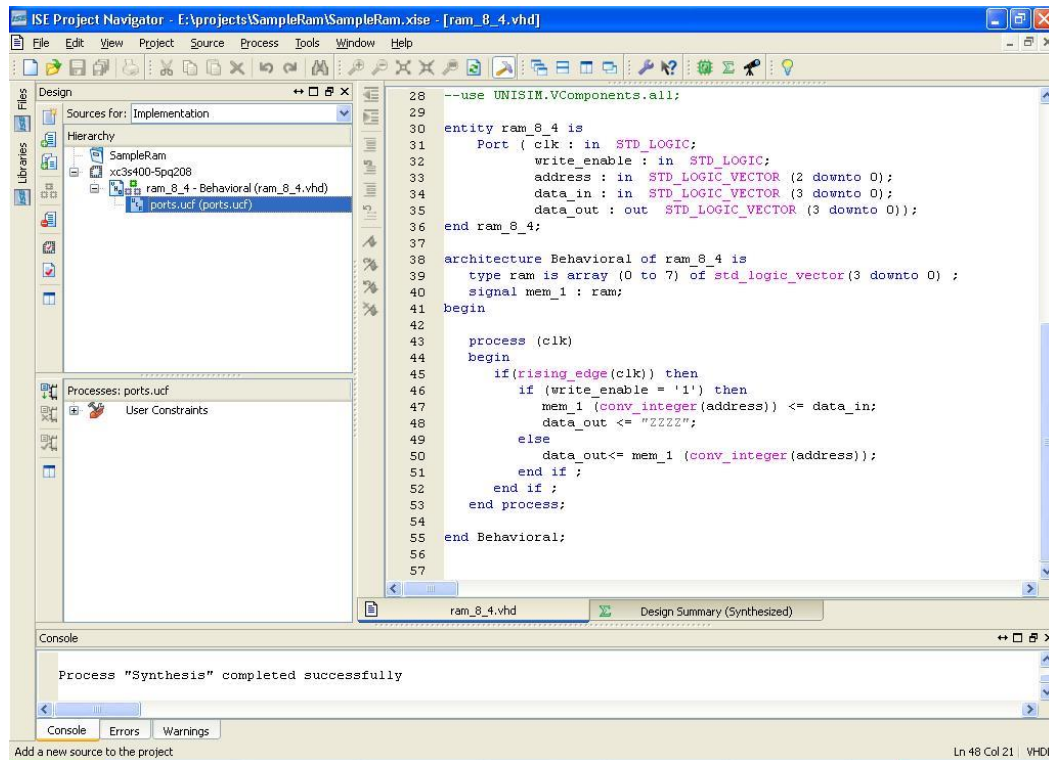 ISE Project Navigator - E:\projects\SampleRam\SampleRam.xise - [ram_8_4.vhd]
File Edit View Project Source Process Tools Window Help
Files
Libraries
Design
Sources for: Implementation
Hierarchy
SampleRam
xc3s400-5pq208
ram_8_4 - Behavioral (ram_8_4.vhd)
ports.ucf (ports.ucf)
Processes: ports.ucf
User Constraints
28 --use UNISIM.VComponents.all;
29
30 entity ram_8_4 is
31 Port ( clk : in STD_LOGIC;
32 write_enable : in STD_LOGIC;
33 address : in STD_LOGIC_VECTOR (2 downto 0);
34 data_in : in STD_LOGIC_VECTOR (3 downto 0);
35 data_out : out STD_LOGIC_VECTOR (3 downto 0));
36 end ram_8_4;
37
38 architecture Behavioral of ram_8_4 is
39 type ram is array (0 to 7) of std_logic_vector(3 downto 0) ;
40 signal mem_1 : ram;
41 begin
42
43 process (clk)
44 begin
45 if(rising_edge(clk)) then
46 if (write_enable = '1') then
47 mem_1 (conv_integer(address)) <= data_in;
48 data_out <= "ZZZZ";
49 else
50 data_out<= mem_1 (conv_integer(address));
51 end if ;
52 end if ;
53 end process;
54
55 end Behavioral;
56
57
ram_8_4.vhd
Design Summary (Synthesized)
Console
Process "Synthesis" completed successfully
Console Errors Warnings
Add a new source to the project
Ln 48 Col 21 VHDL